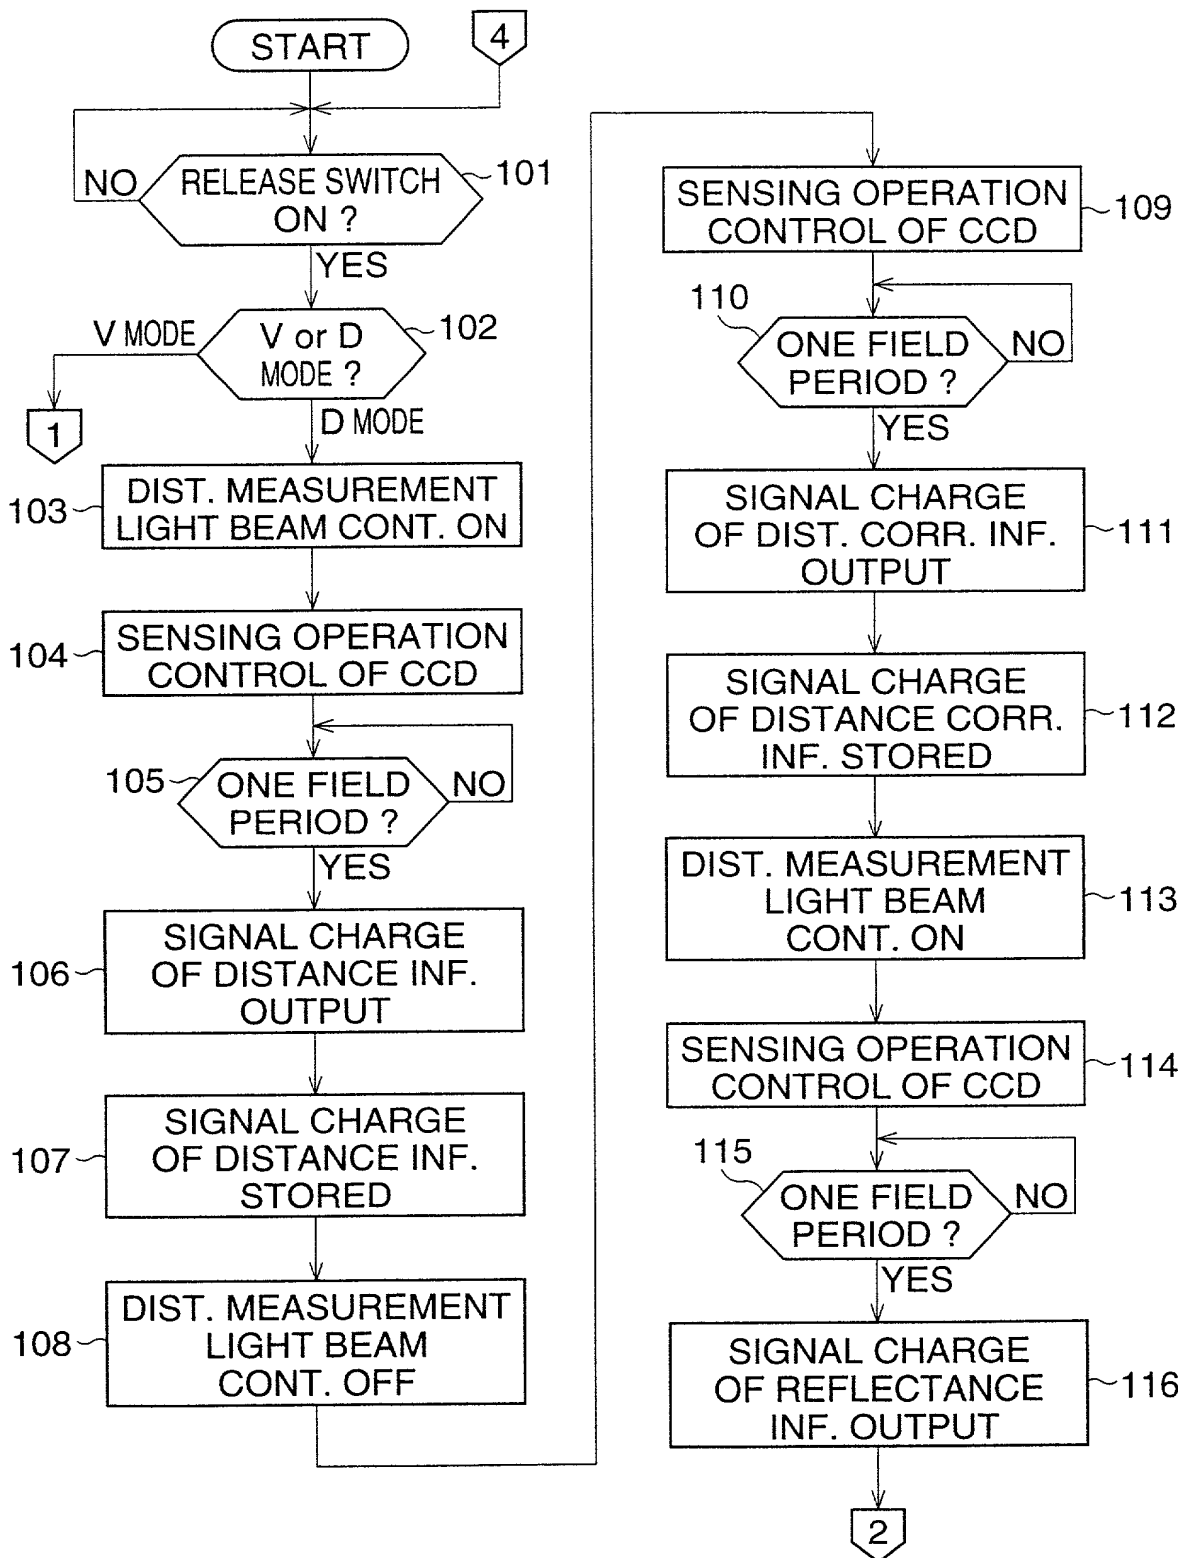 START
4
NO
RELEASE SWITCH
ON ?
101
YES
V MODE
V or D
MODE ?
102
1
D MODE
103
DIST. MEASUREMENT
LIGHT BEAM CONT. ON
104
SENSING OPERATION
CONTROL OF CCD
105
ONE FIELD
PERIOD ?
NO
YES
106
SIGNAL CHARGE
OF DISTANCE INF.
OUTPUT
107
SIGNAL CHARGE
OF DISTANCE INF.
STORED
108
DIST. MEASUREMENT
LIGHT BEAM
CONT. OFF
SENSING OPERATION
CONTROL OF CCD
109
110
ONE FIELD
PERIOD ?
NO
YES
SIGNAL CHARGE
OF DIST. CORR. INF.
OUTPUT
111
SIGNAL CHARGE
OF DISTANCE CORR.
INF. STORED
112
DIST. MEASUREMENT
LIGHT BEAM
CONT. ON
113
SENSING OPERATION
CONTROL OF CCD
114
115
ONE FIELD
PERIOD ?
NO
YES
SIGNAL CHARGE
OF REFLECTANCE
INF. OUTPUT
116
2